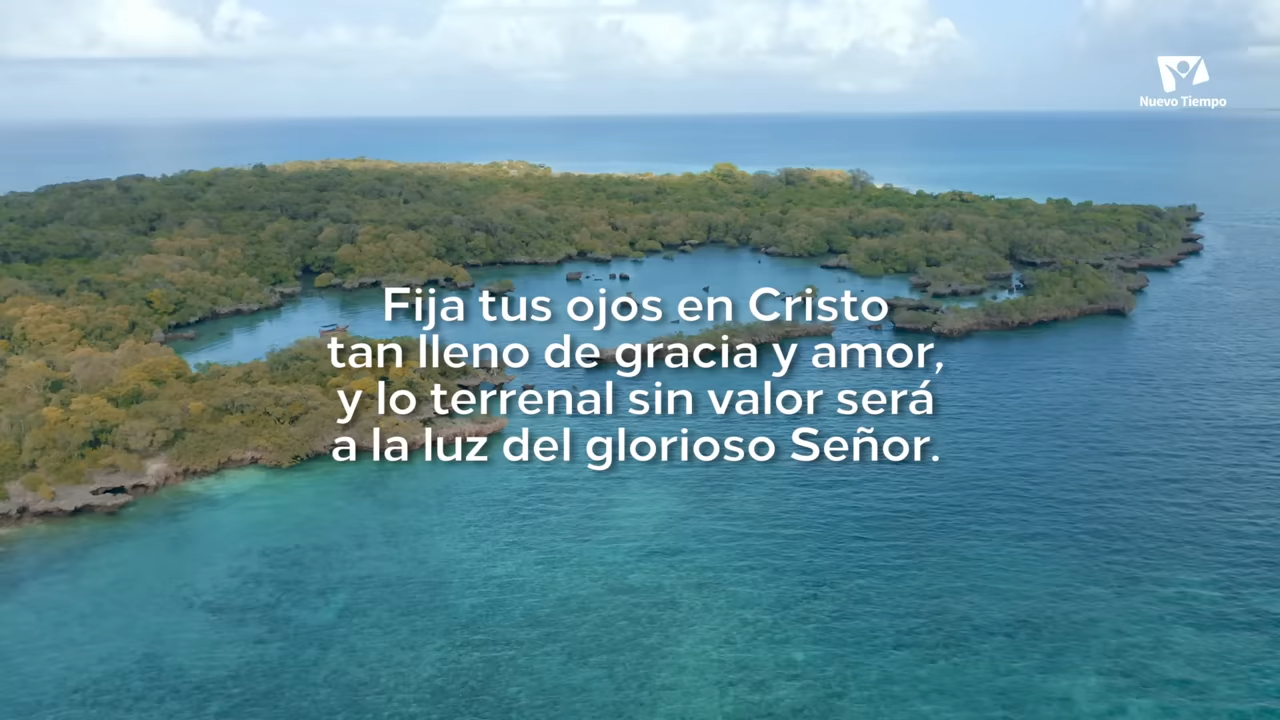 Nuevo Tiempo
Fija tus ojos en Cristo
tan lleno de gracia y amor,
y lo terrenal sin valor será
a la luz del glorioso Señor.